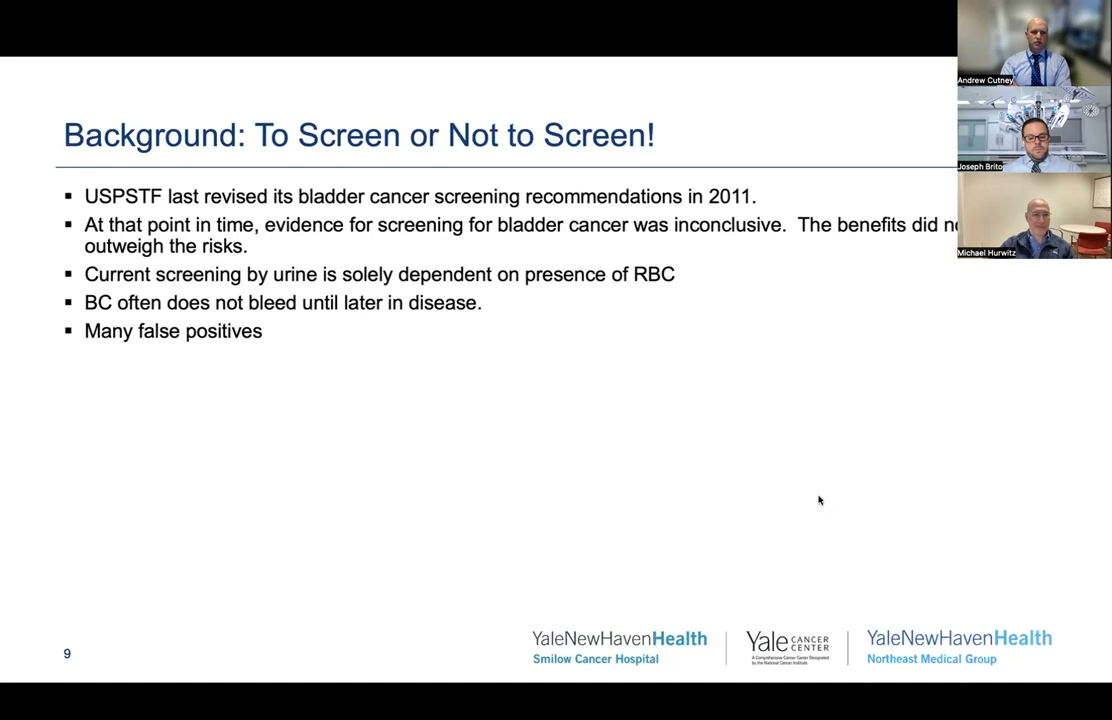 Background: To Screen or Not to Screen!
▪ USPSTF last revised its bladder cancer screening recommendations in 2011.
▪ At that point in time, evidence for screening for bladder cancer was inconclusive.  The benefits did
outweigh the risks.
▪ Current screening by urine is solely dependent on presence of RBC
▪ BC often does not bleed until later in disease.
▪ Many false positives
Andrew Cutney
Joseph Brito
Michael Hurwitz
9
YaleNewHavenHealth
Smilow Cancer Hospital
Yale CANCER
CENTER
A Comprehensive Cancer Center Designated
by the National Cancer Institute
YaleNewHavenHealth
Northeast Medical Group